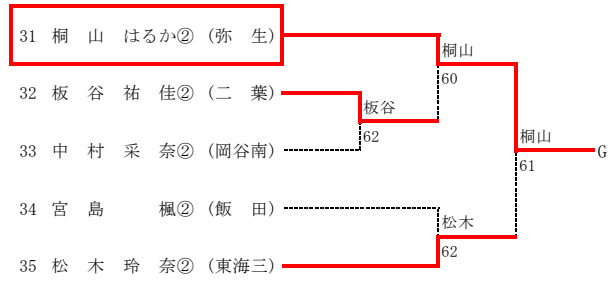 31 桐 山 はるか② (弥 生)
桐山
60
32 板 谷 祐 佳② (二 葉)
板谷
62
33 中 村 采 奈② (岡谷南)
桐山
61
G
34 宮 島 楓② (飯 田)
松木
62
35 松 木 玲 奈② (東海三)